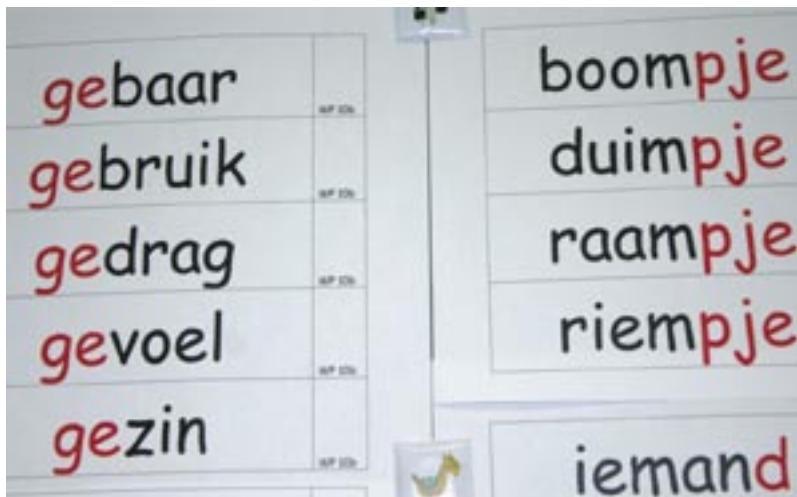 gebaar
gebruik
gedrag
gevoel
gezin
boompje
duimpje
raampje
riempje
iemand